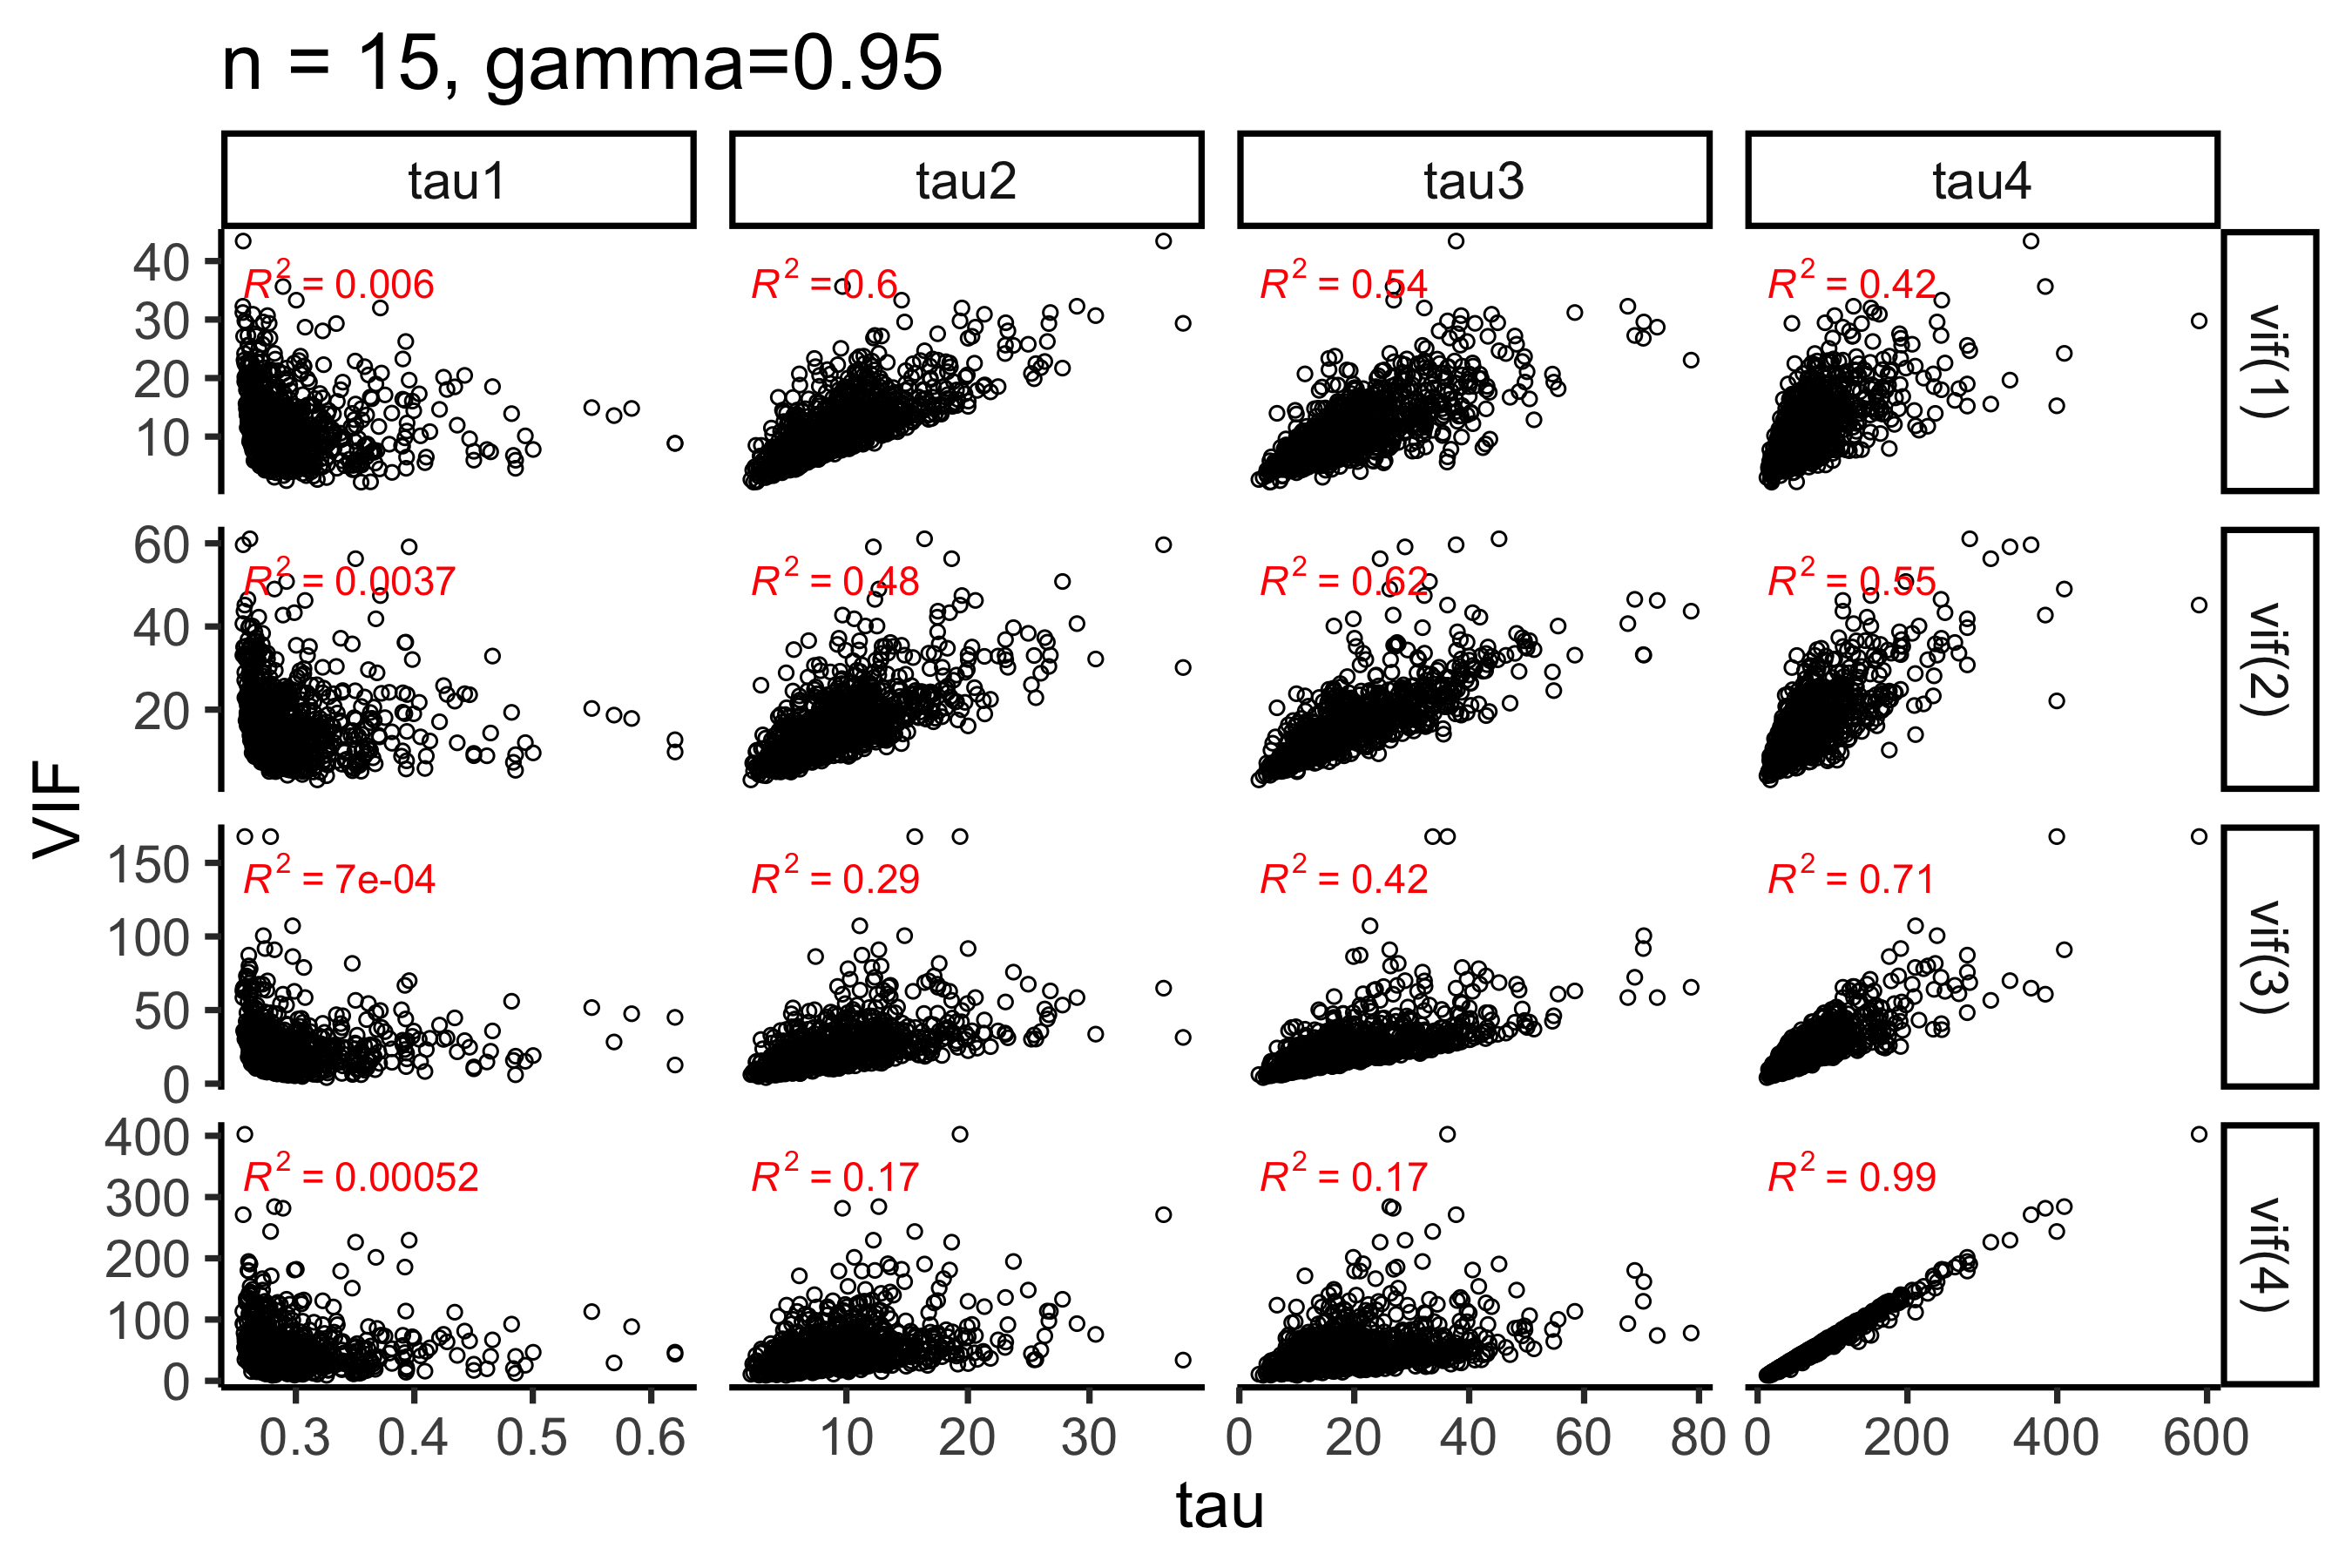 n = 15, gamma=0.95
tau1 tau2 tau3 tau4
40
30
20
10
R² = 0.006 R² = 0.6 R² = 0.54 R² = 0.42
vif(1)
60
40
20
R² = 0.0037 R² = 0.48 R² = 0.62 R² = 0.55
vif(2)
VIF
150
100
50
0
R² = 7e-04 R² = 0.29 R² = 0.42 R² = 0.71
vif(3)
400
300
200
100
0
R² = 0.00052 R² = 0.17 R² = 0.17 R² = 0.99
vif(4)
0.3 0.4 0.5 0.6 10 20 30 0 20 40 60 80 0 200 400 600
tau